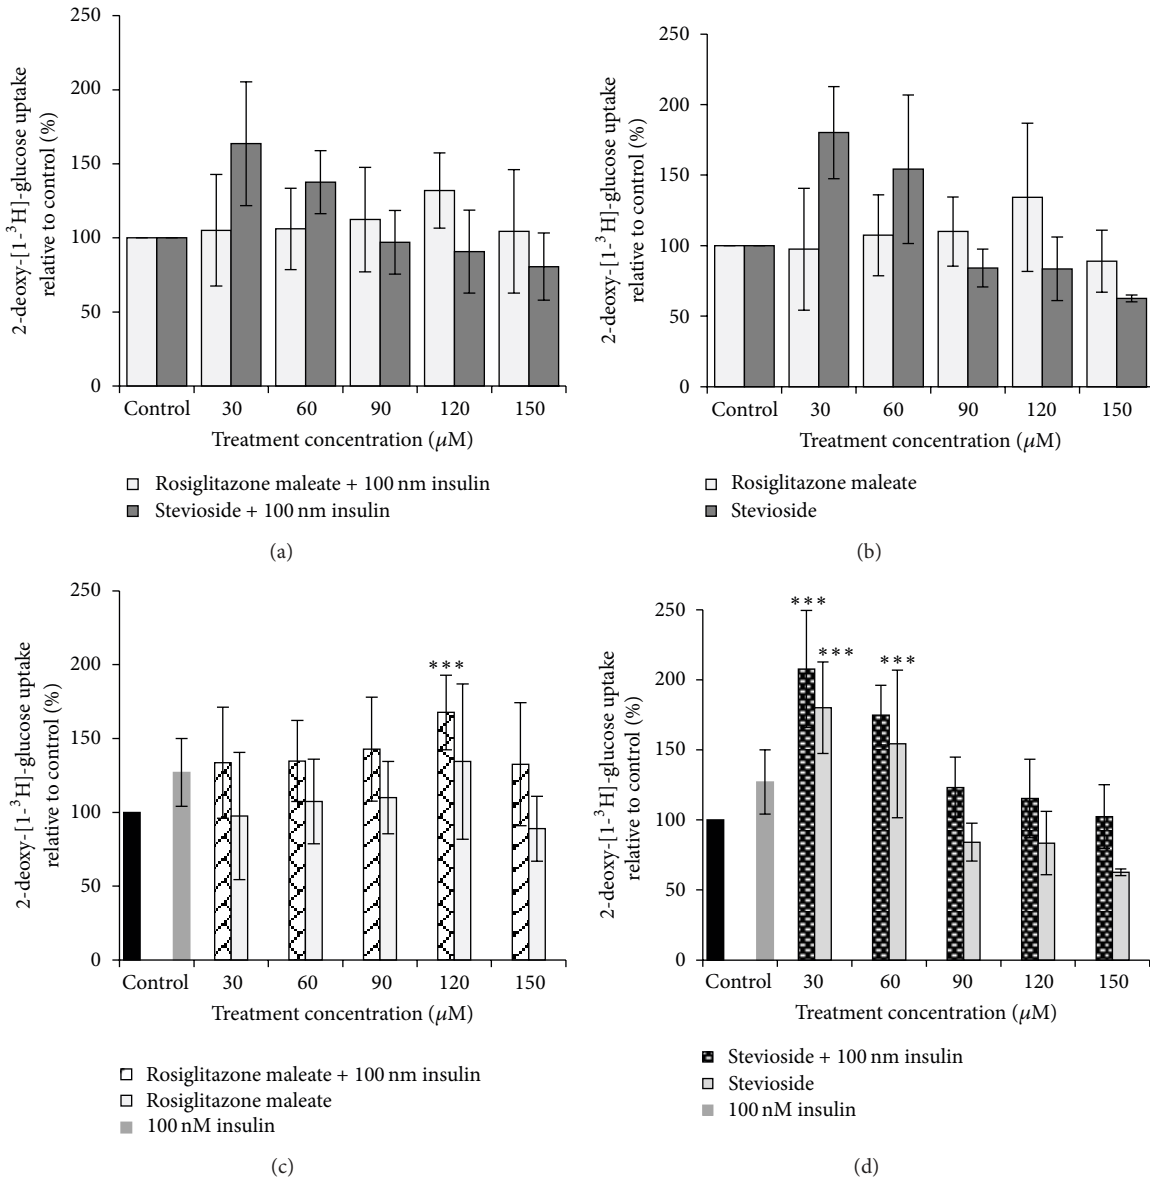 2-deoxy-[1-³H]-glucose uptake
relative to control (%)
250
200
150
100
50
0
Control 30 60 90 120 150
Treatment concentration (μM)
Rosiglitazone maleate + 100 nm insulin
Stevioside + 100 nm insulin
(a)
2-deoxy-[1-³H]-glucose uptake
relative to control (%)
250
200
150
100
50
0
Control 30 60 90 120 150
Treatment concentration (μM)
Rosiglitazone maleate
Stevioside
(b)
2-deoxy-[1-³H]-glucose uptake
relative to control (%)
250
200
150
100
50
0
***
Control 30 60 90 120 150
Treatment concentration (μM)
Rosiglitazone maleate + 100 nm insulin
Rosiglitazone maleate
100 nM insulin
(c)
2-deoxy-[1-³H]-glucose uptake
relative to control (%)
250
200
150
100
50
0
***
***
***
Control 30 60 90 120 150
Treatment concentration (μM)
Stevioside + 100 nm insulin
Stevioside
100 nM insulin
(d)